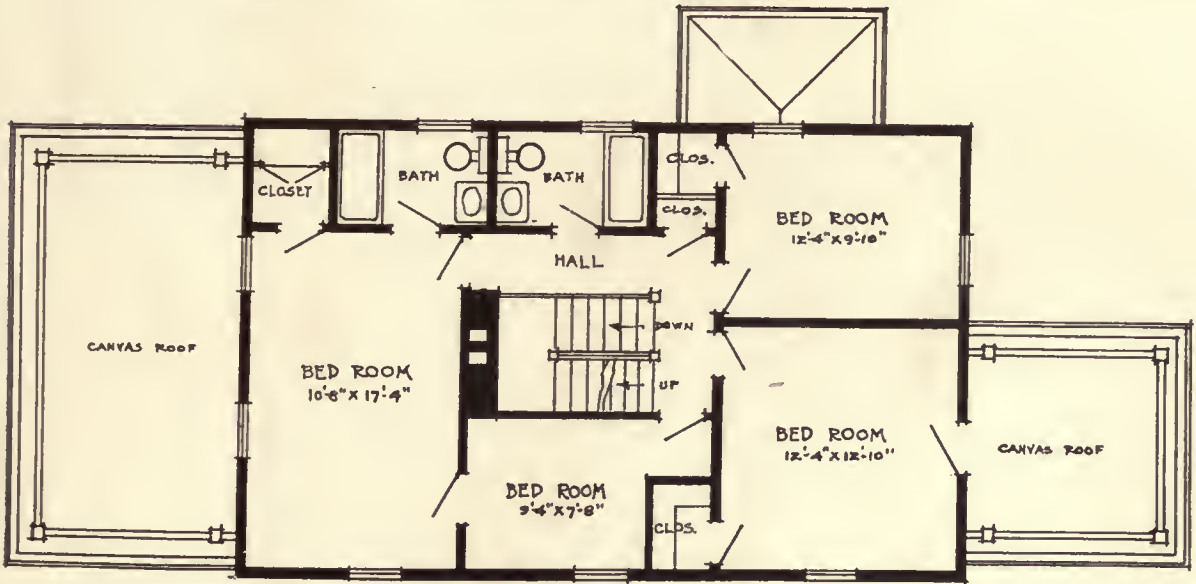 CLOS.
CLOSET
BATH
BATH
CLOS.
BED ROOM
12'-4" X 9'-10"
HALL
DOWN
CANVAS ROOF
BED ROOM
10'-8" X 17'-4"
UP
BED ROOM
12'-4" X 12'-10"
CANVAS ROOF
BED ROOM
9'-4" X 7'-8"
CLOS.